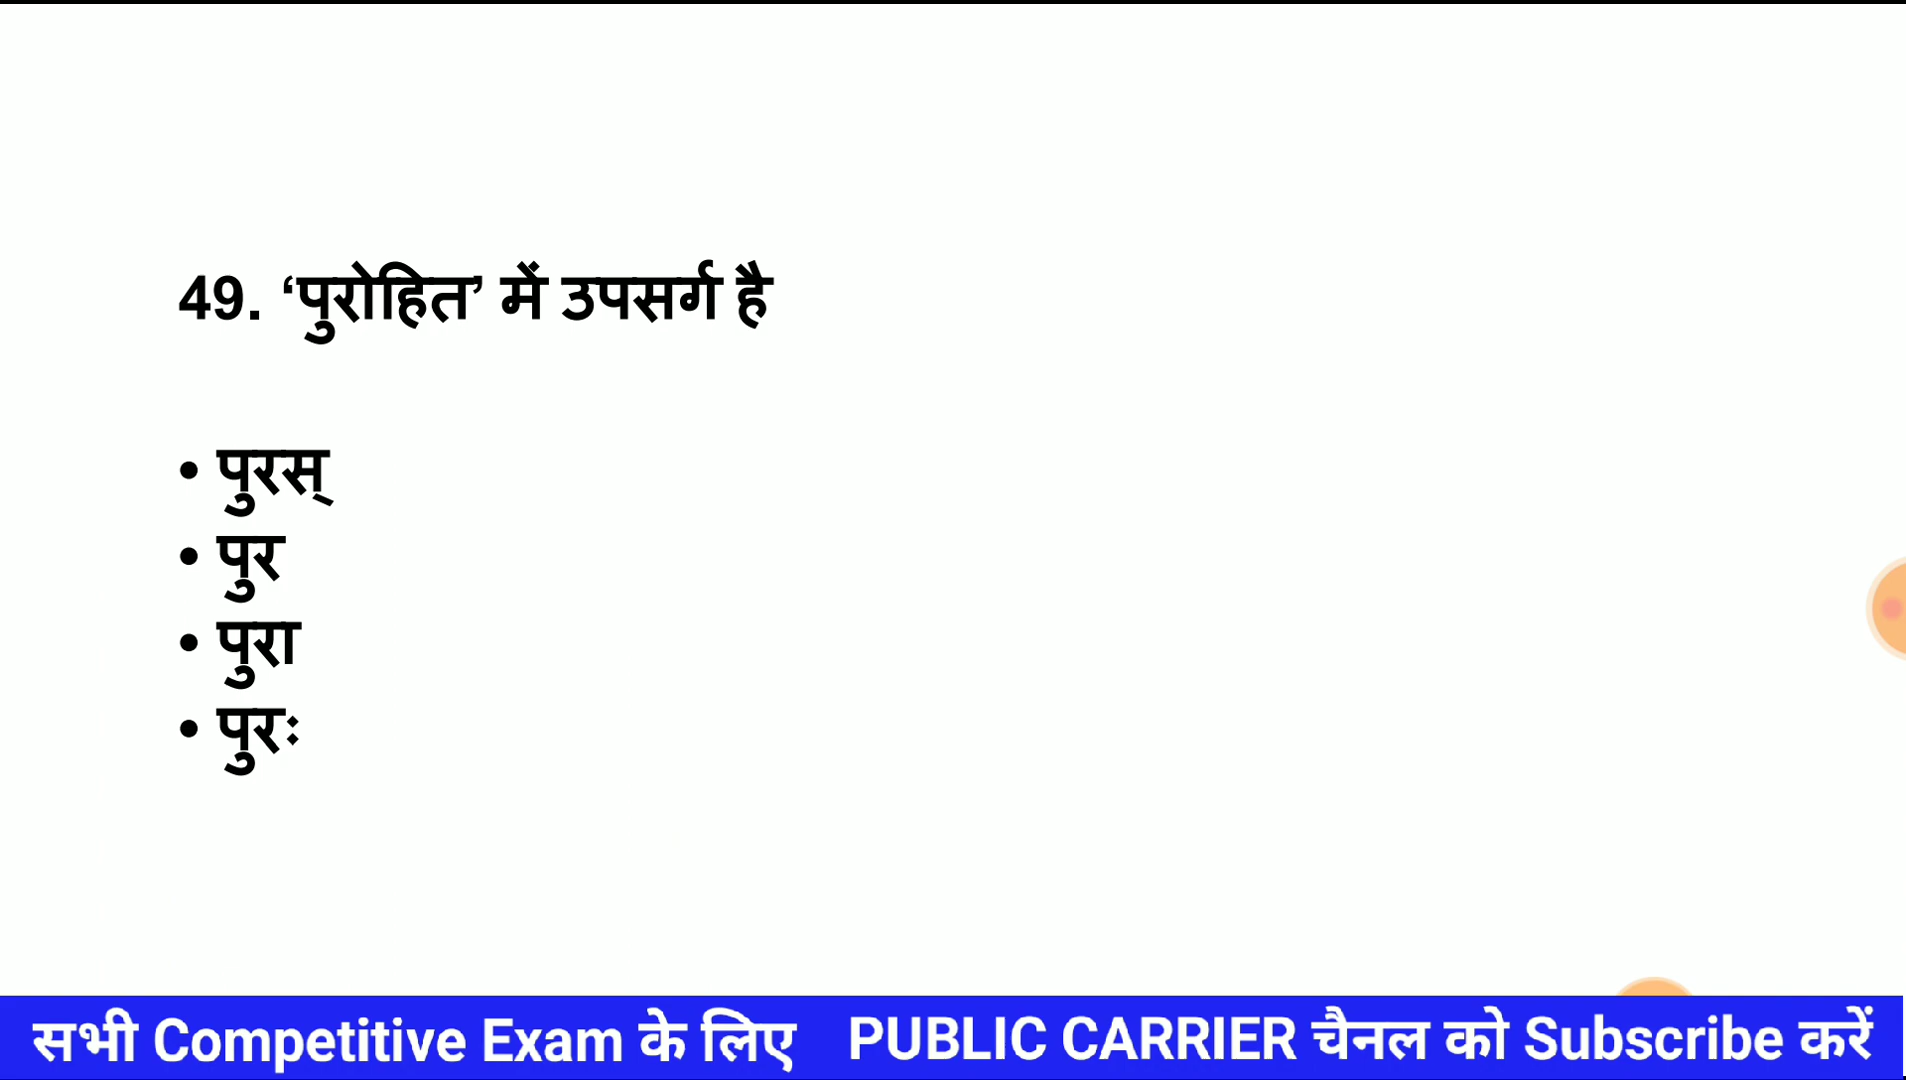 49. ‘पुरोहित’ में उपसर्ग है
• पुरस्
• पुर
• पुरा
• पुरः
सभी Competitive Exam के लिए PUBLIC CARRIER चैनल को Subscribe करें